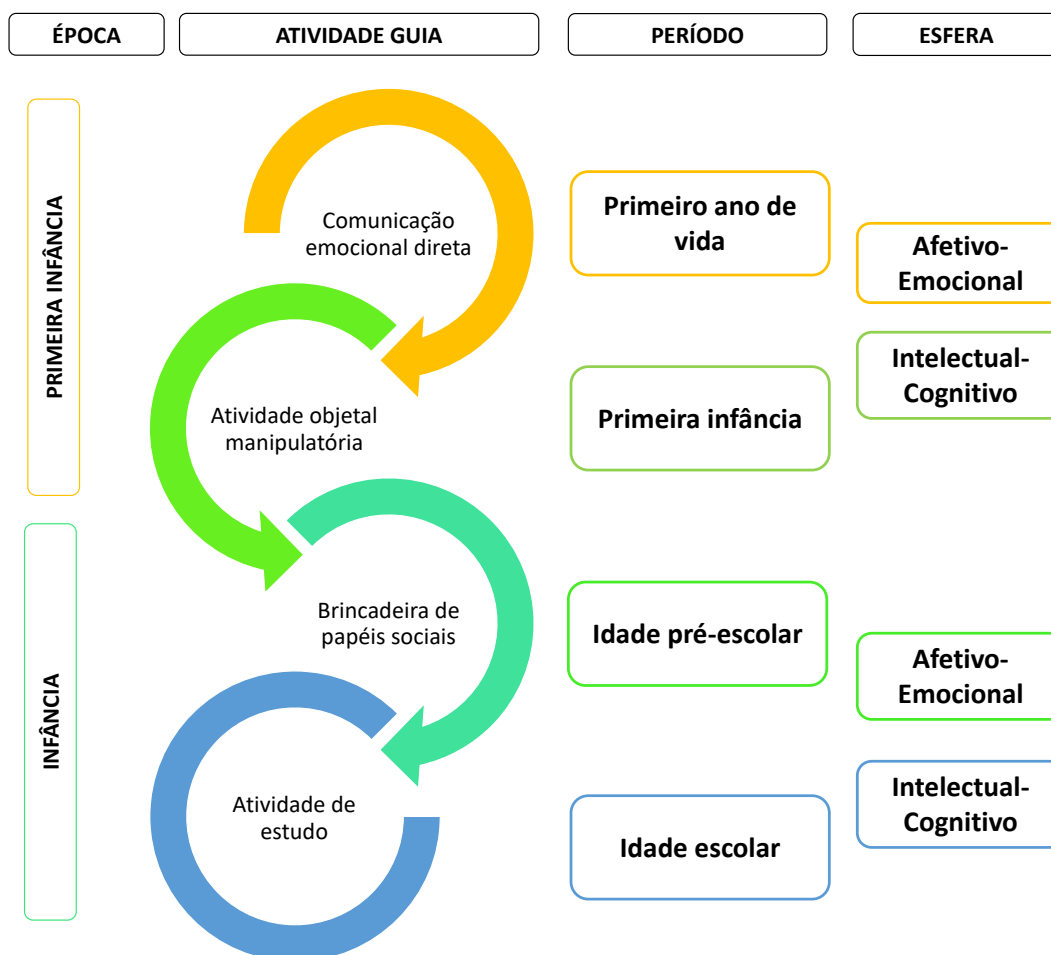 ÉPOCA
ATIVIDADE GUIA
PERÍODO
ESFERA
PRIMEIRA INFÂNCIA
Comunicação
emocional direta
Primeiro ano de
vida
Afetivo-
Emocional
Atividade objetal
manipulatória
Primeira infância
Intelectual-
Cognitivo
INFÂNCIA
Brincadeira de
papéis sociais
Idade pré-escolar
Afetivo-
Emocional
Atividade de
estudo
Idade escolar
Intelectual-
Cognitivo